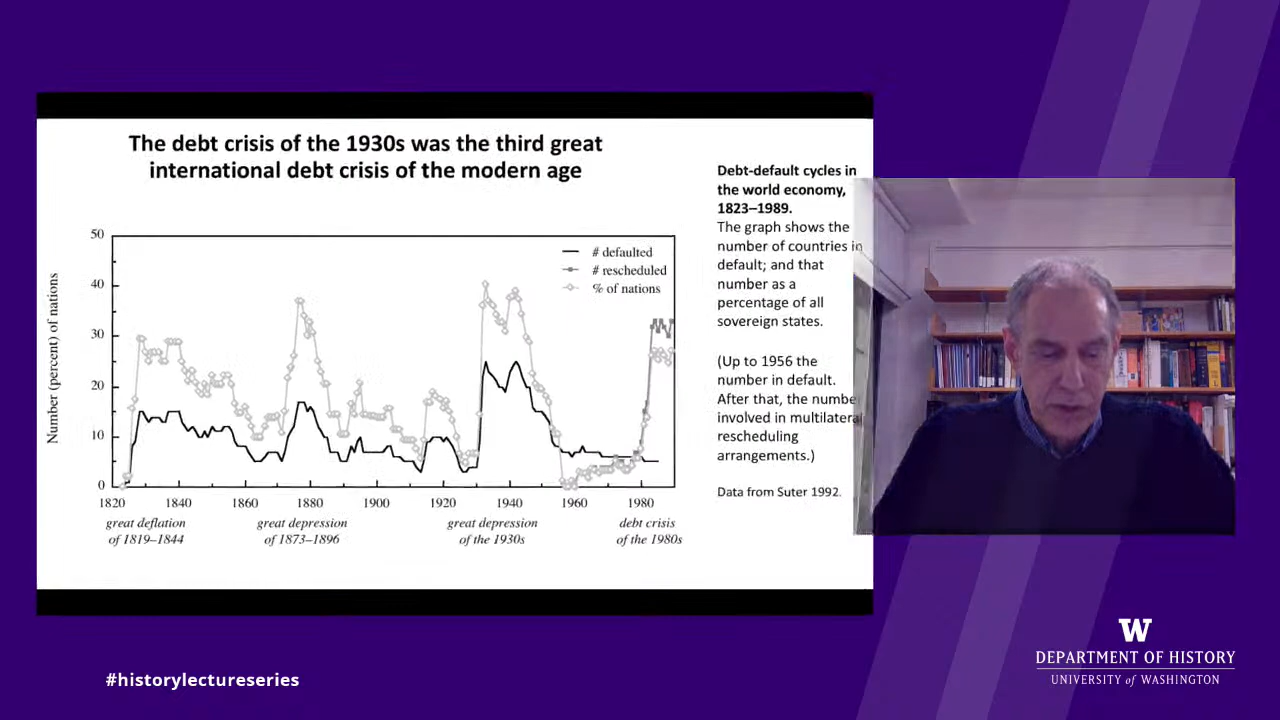 The debt crisis of the 1930s was the third great
international debt crisis of the modern age
Debt-default cycles in
the world economy,
1823–1989.
The graph shows the
number of countries in
default; and that
number as a
percentage of all
sovereign states.
(Up to 1956 the
number in default.
After that, the numbe
involved in multilateral
rescheduling
arrangements.)
Data from Suter 1992.
Number (percent) of nations
50
40
30
20
10
0
# defaulted
# rescheduled
% of nations
1820 1840 1860 1880 1900 1920 1940 1960 1980
great deflation
of 1819–1844
great depression
of 1873–1896
great depression
of the 1930s
debt crisis
of the 1980s
#historylectureseries
W
DEPARTMENT OF HISTORY
UNIVERSITY of WASHINGTON